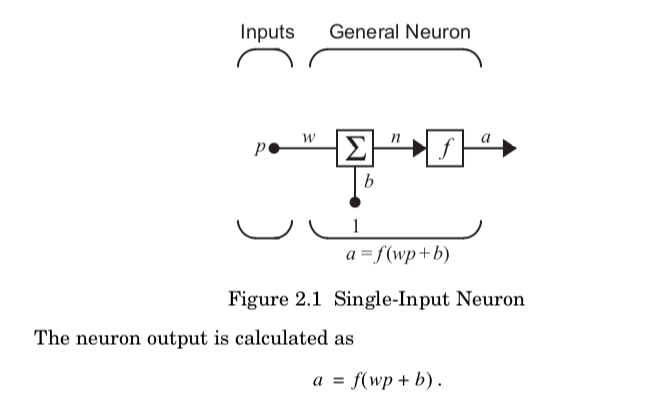 Inputs General Neuron
p w Σ n f a
b
1
a = f(wp+b)
Figure 2.1 Single-Input Neuron
The neuron output is calculated as
a = f(wp + b) .